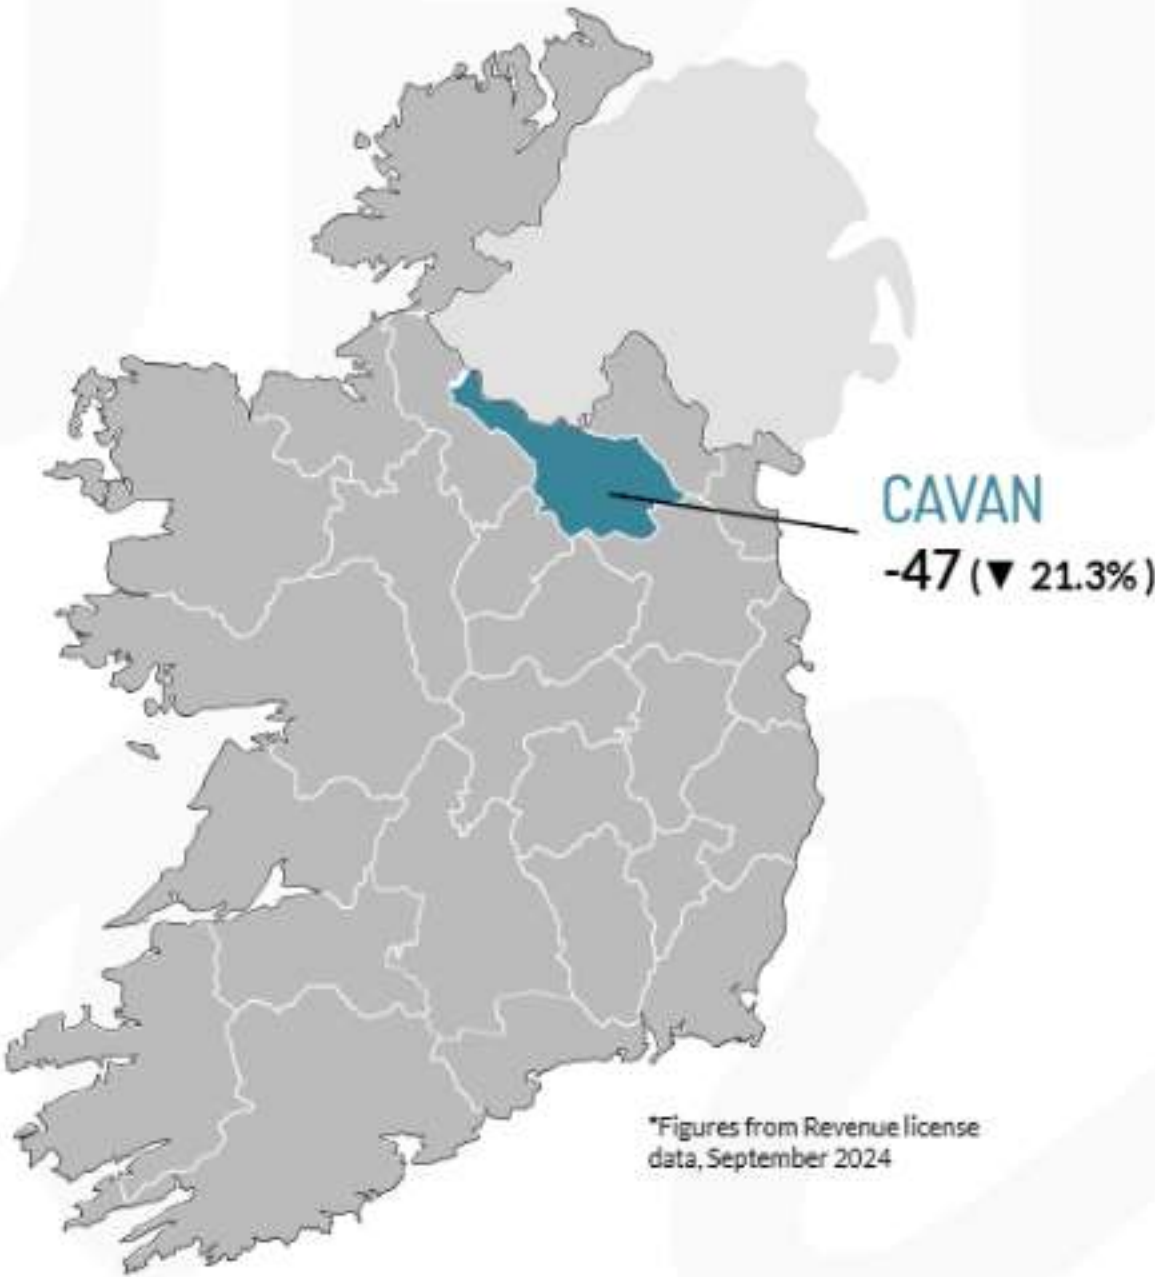 CAVAN
-47 (▼ 21.3%)
*Figures from Revenue license
data, September 2024